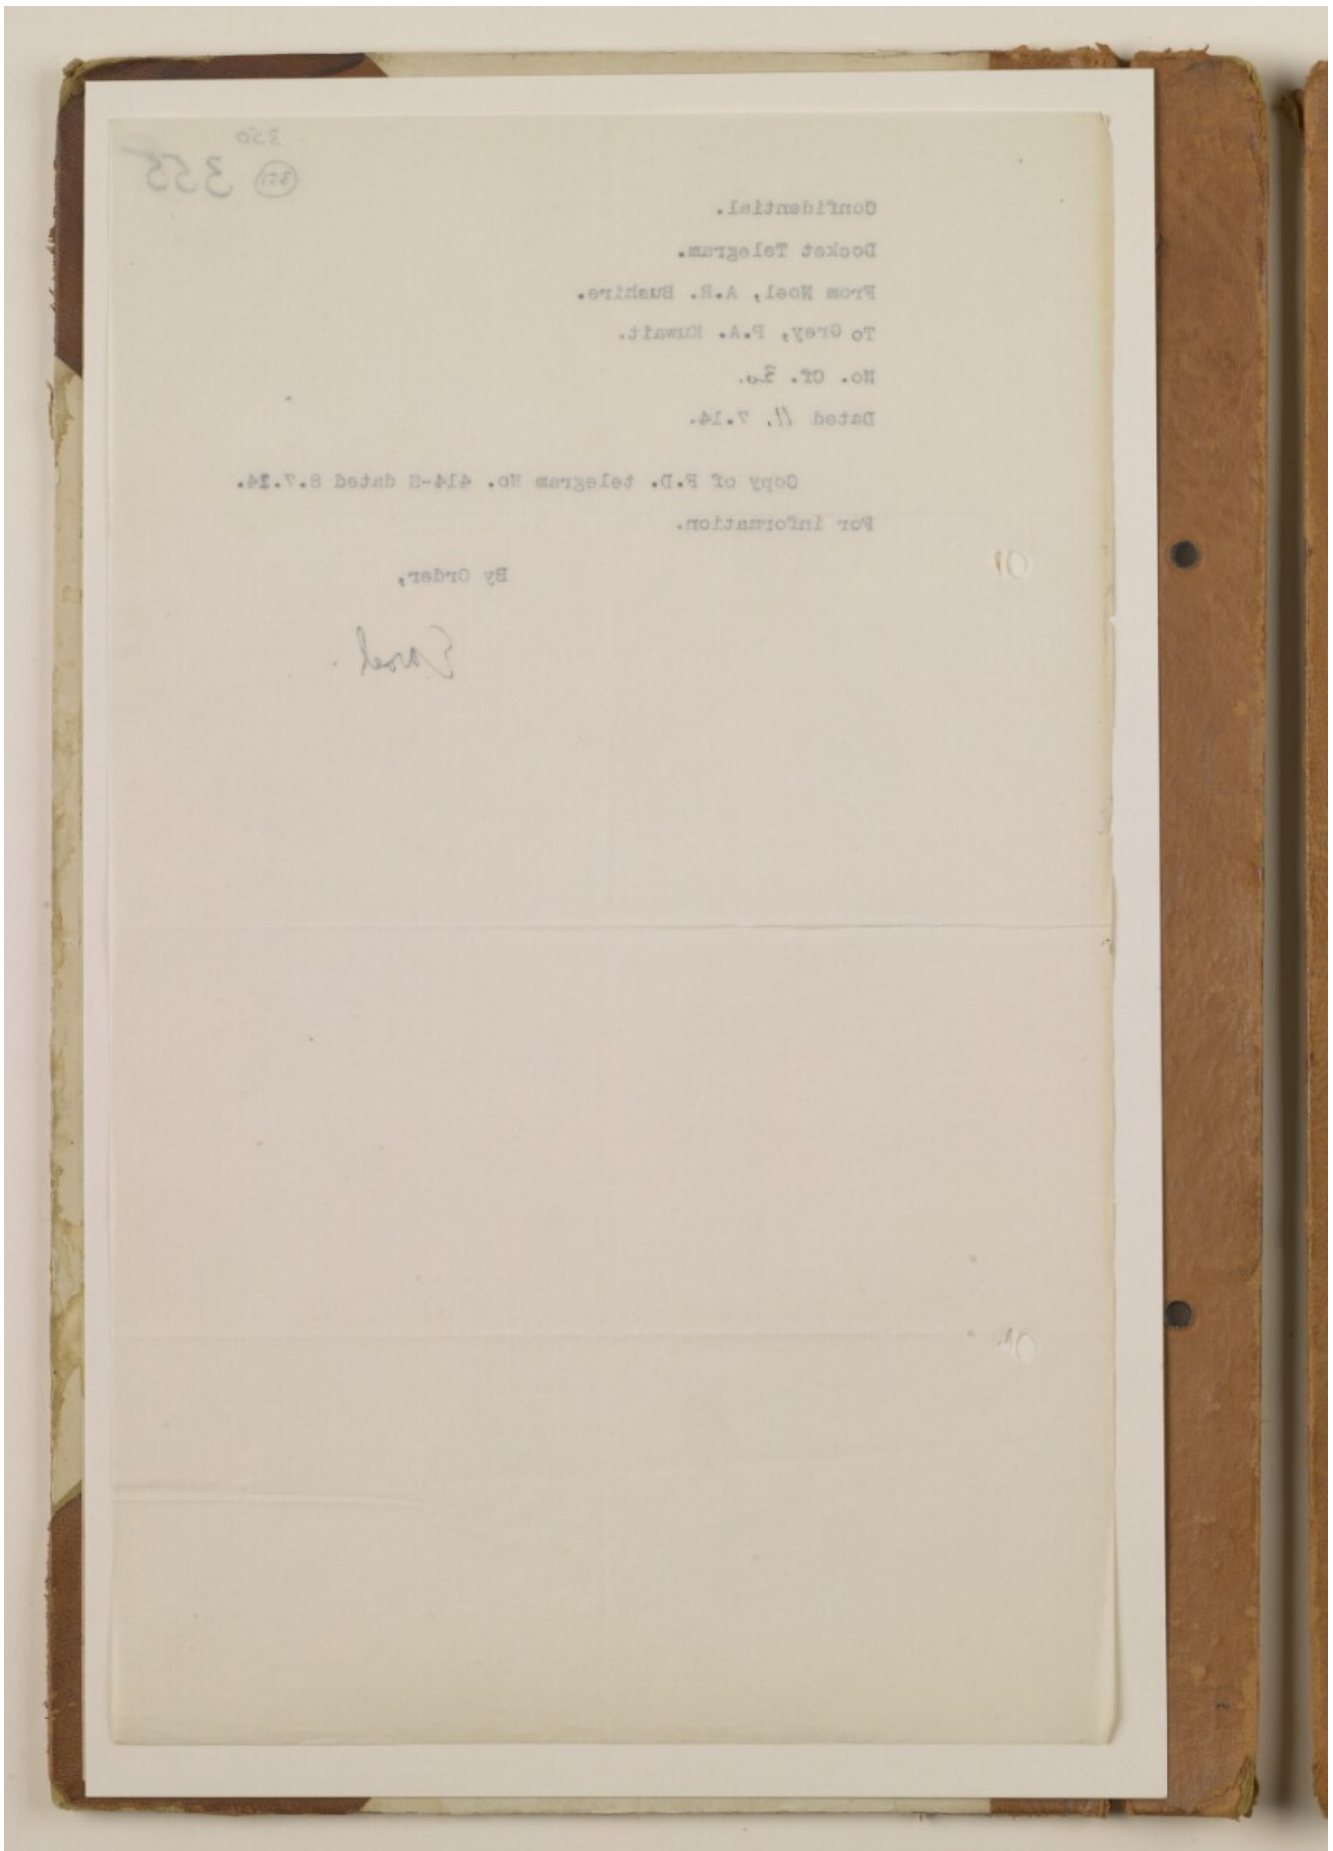 350
355
Confidential.
Docket Telegram.
From Noel, A.R. Bushire.
To Grey, P.A. Kuwait.
No. Cf.
Dated 11. 7.14.
Copy of F.D. telegram No. 414-S dated 8.7.14.
For information.
By Order,